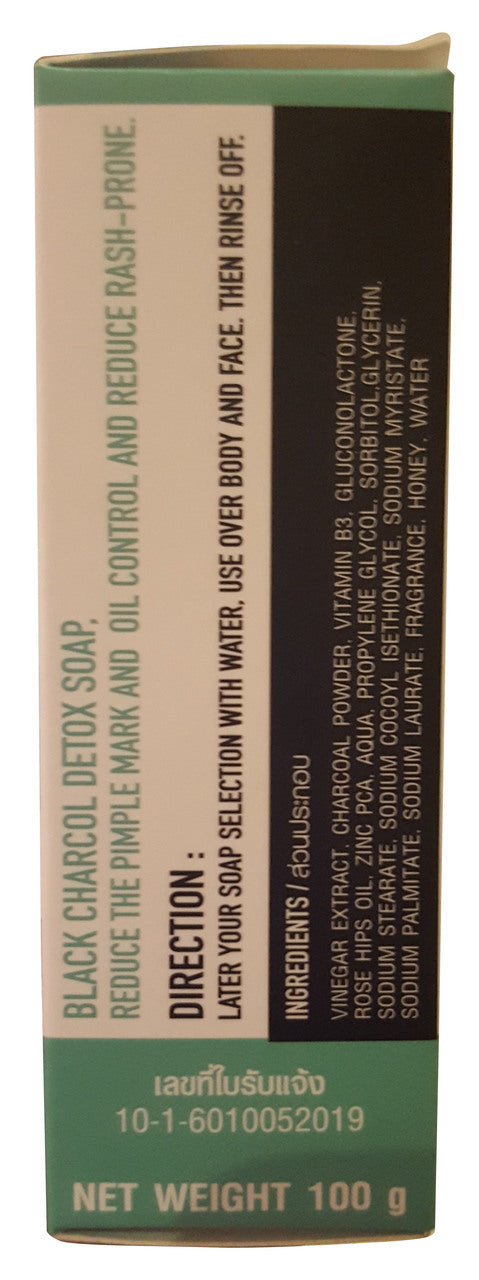 BLACK CHARCOL DETOX SOAP,
REDUCE THE PIMPLE MARK AND OIL CONTROL AND REDUCE RASH-PRONE.
DIRECTION :
LATER YOUR SOAP SELECTION WITH WATER, USE OVER BODY AND FACE. THEN RINSE OFF.
INGREDIENTS / ส่วนประกอบ
VINEGAR EXTRACT, CHARCOAL POWDER, VITAMIN B3, GLUCONOLACTONE,
ROSE HIPS OIL, ZINC PCA, AQUA, PROPYLENE GLYCOL, SORBITOL,GLYCERIN,
SODIUM STEARATE, SODIUM COCOYL ISETHIONATE, SODIUM MYRISTATE,
SODIUM PALMITATE, SODIUM LAURATE, FRAGRANCE, HONEY, WATER
เลขที่ใบรับแจ้ง
10-1-6010052019
NET WEIGHT 100 g